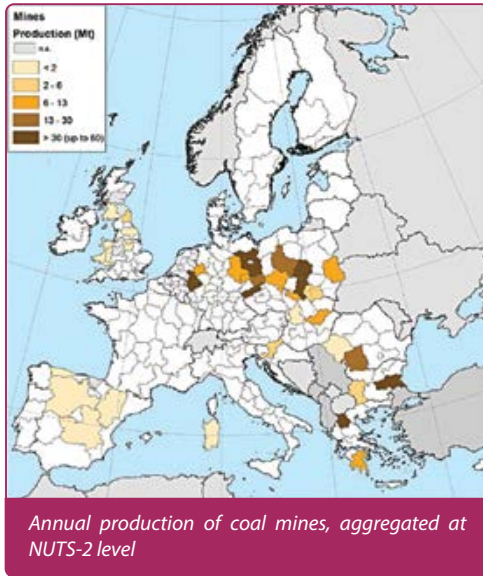 Mines
Production (Mt)
n.a.
< 2
2 - 6
6 - 13
13 - 30
> 30 (up to 60)
Annual production of coal mines, aggregated at
NUTS-2 level